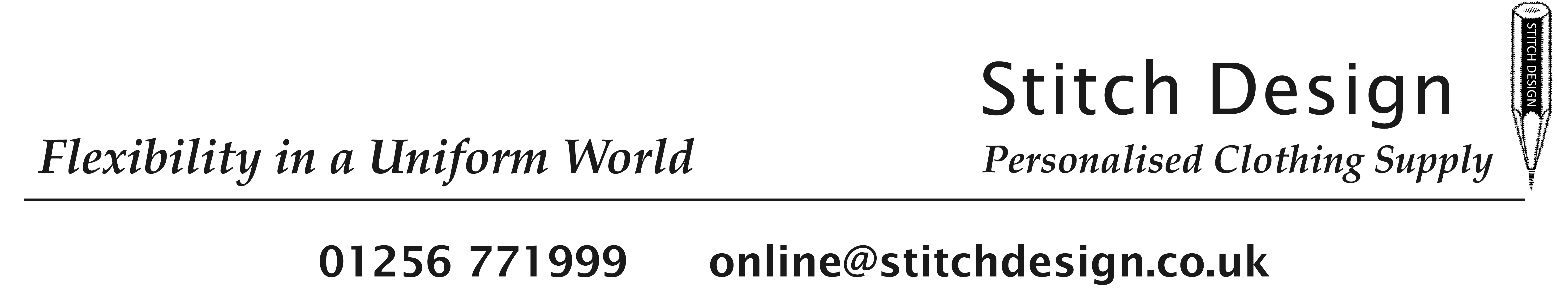 Stitch Design
STITCH DESIGN
Flexibility in a Uniform World
Personalised Clothing Supply
01256 771999
online@stitchdesign.co.uk